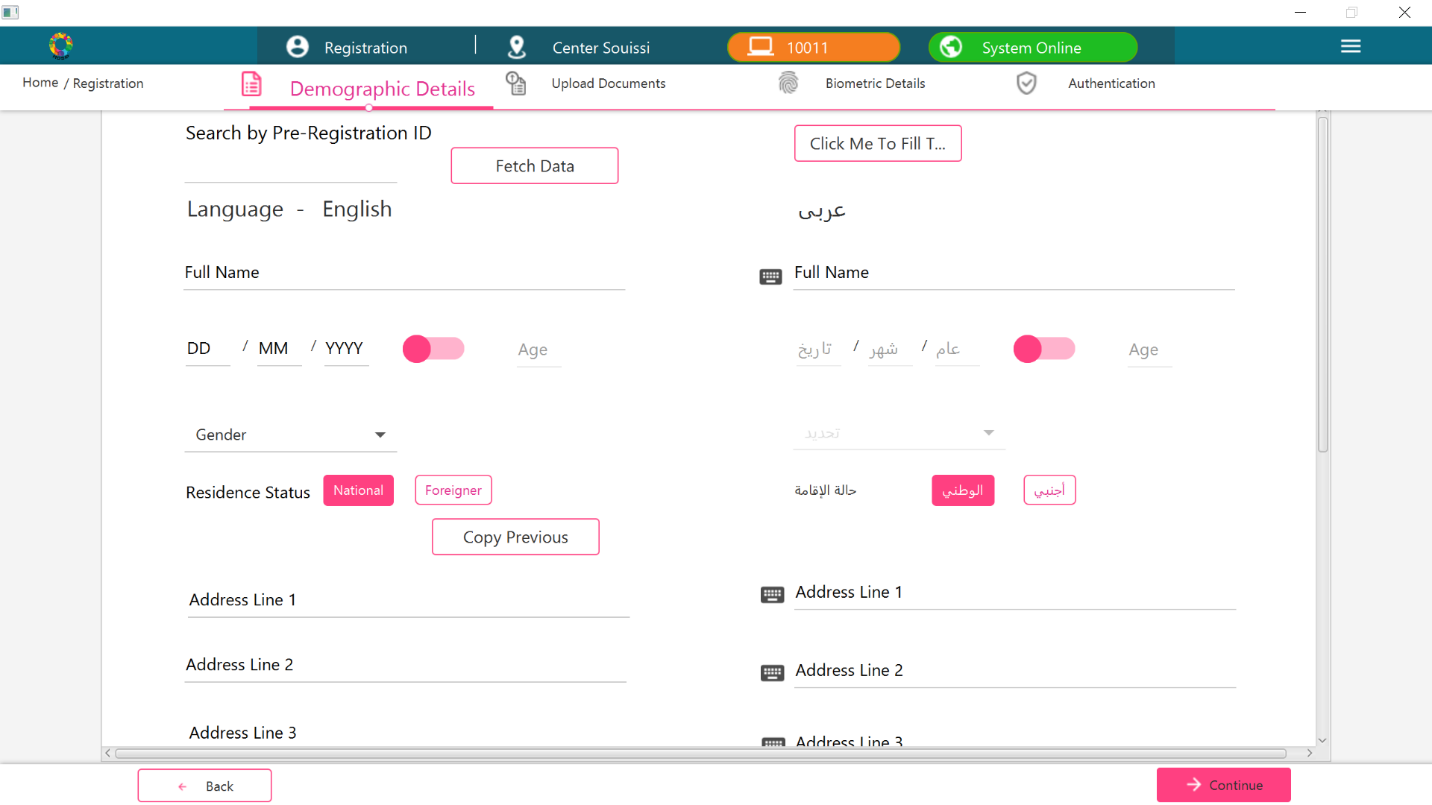 Registration
Center Souissi
10011
System Online
Home / Registration
Demographic Details
Upload Documents
Biometric Details
Authentication
Search by Pre-Registration ID
Fetch Data
Click Me To Fill T...
Language - English
عربى
Full Name
Full Name
DD / MM / YYYY
Age
تاريخ / شهر / عام
Age
Gender
تحديد
Residence Status National Foreigner
حالة الإقامة الوطني أجنبي
Copy Previous
Address Line 1
Address Line 1
Address Line 2
Address Line 2
Address Line 3
Address Line 3
Back
Continue